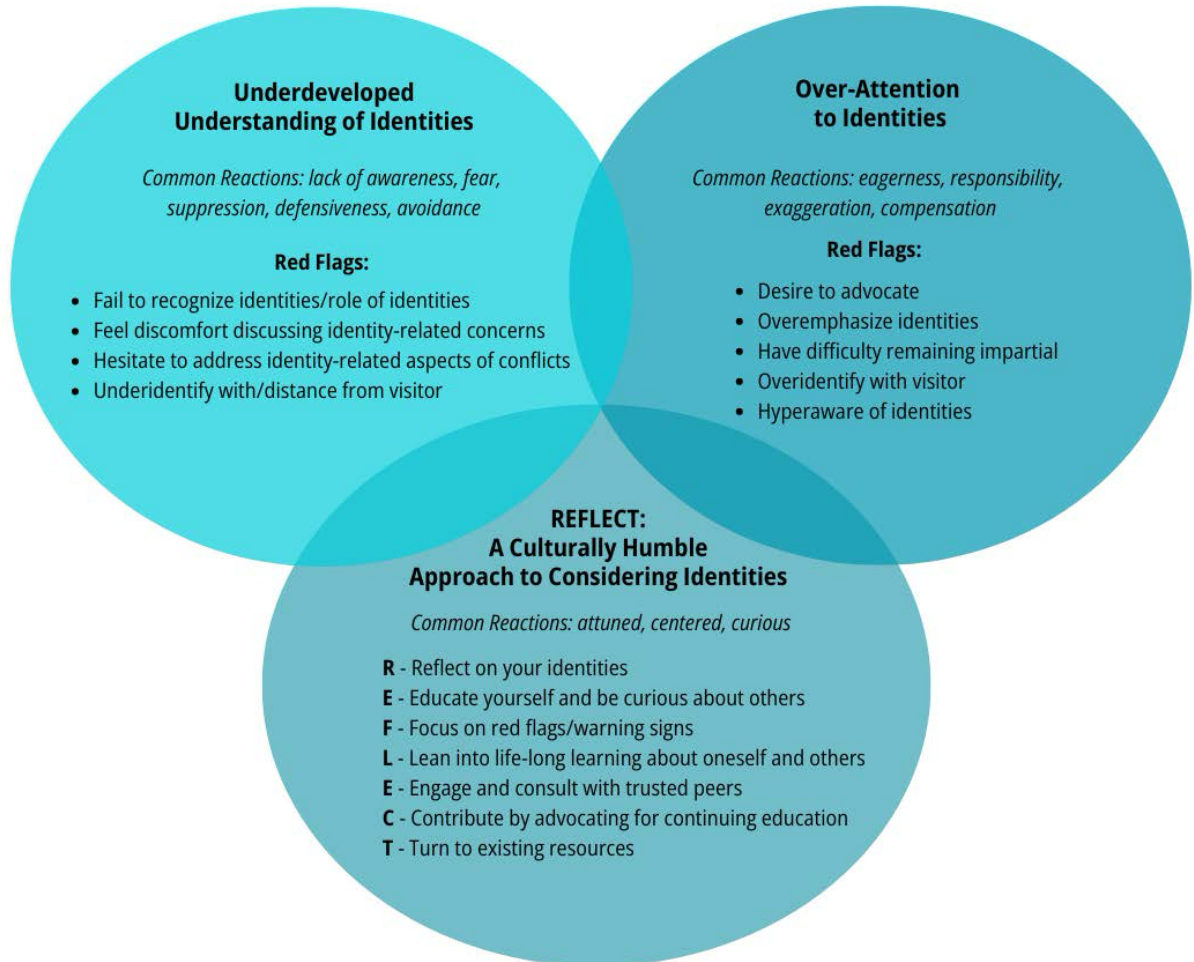 Underdeveloped
Understanding of Identities
Common Reactions: lack of awareness, fear,
suppression, defensiveness, avoidance
Red Flags:
• Fail to recognize identities/role of identities
• Feel discomfort discussing identity-related concerns
• Hesitate to address identity-related aspects of conflicts
• Underidentify with/distance from visitor
Over-Attention
to Identities
Common Reactions: eagerness, responsibility,
exaggeration, compensation
Red Flags:
• Desire to advocate
• Overemphasize identities
• Have difficulty remaining impartial
• Overidentify with visitor
• Hyperaware of identities
REFLECT:
A Culturally Humble
Approach to Considering Identities
Common Reactions: attuned, centered, curious
R - Reflect on your identities
E - Educate yourself and be curious about others
F - Focus on red flags/warning signs
L - Lean into life-long learning about oneself and others
E - Engage and consult with trusted peers
C - Contribute by advocating for continuing education
T - Turn to existing resources